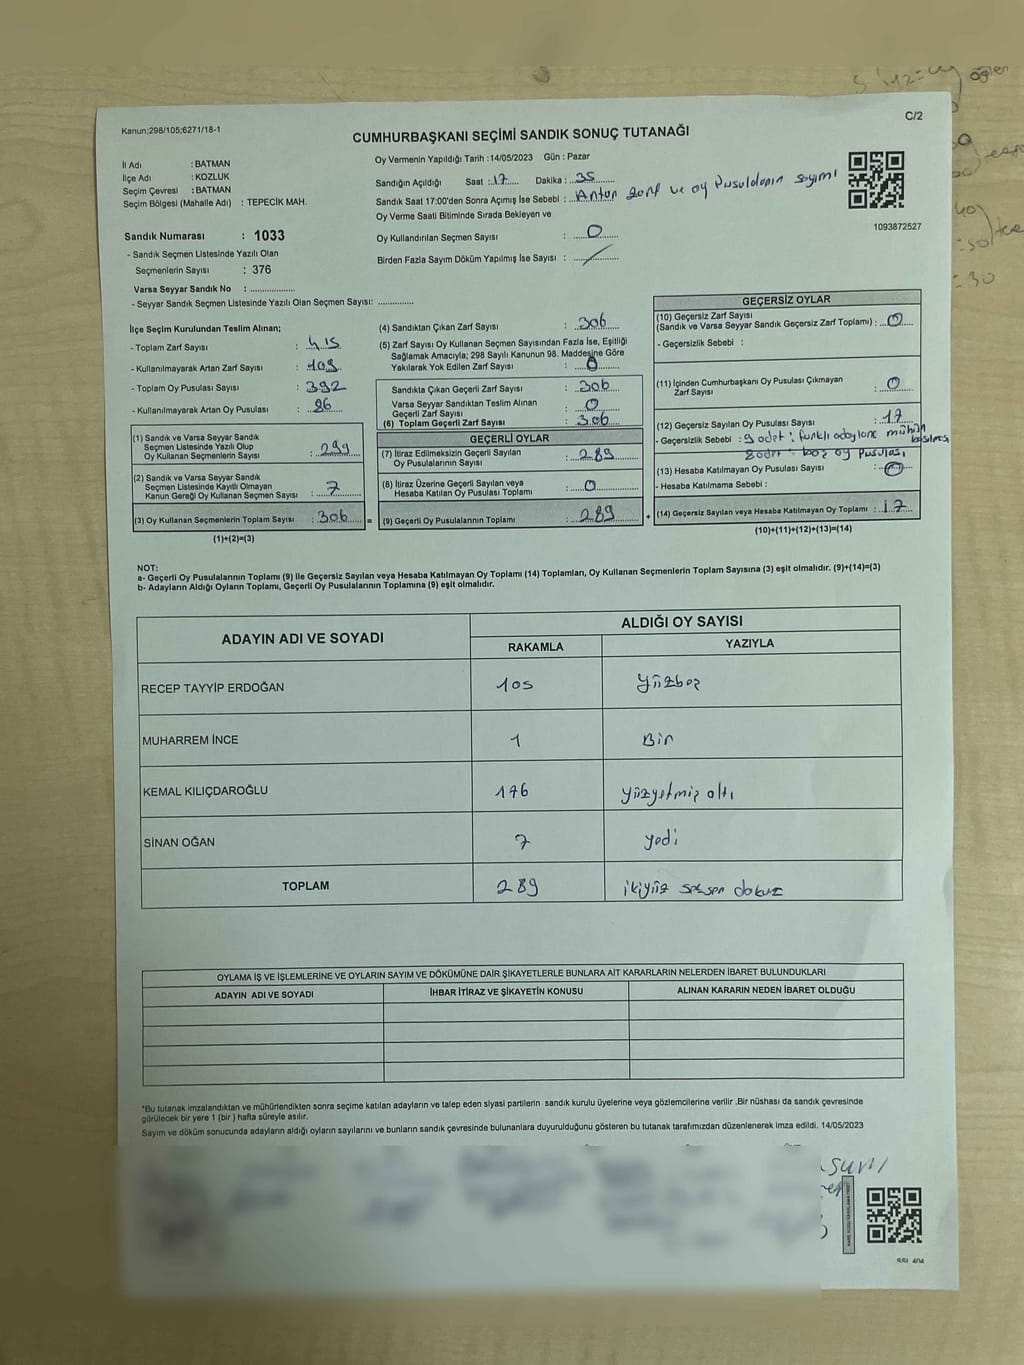 Kanun;298/105;6271/18-1
C/2
CUMHURBAŞKANI SEÇİMİ SANDIK SONUÇ TUTANAĞI
İl Adı : BATMAN
İlçe Adı : KOZLUK
Seçim Çevresi : BATMAN
Seçim Bölgesi (Mahalle Adı) : TEPECİK MAH.
Oy Vermenin Yapıldığı Tarih : 14/05/2023 Gün : Pazar
Sandığın Açıldığı Saat : 17 Dakika : 35
Sandık Saat 17:00'den Sonra Açımış İse Sebebi : ve oy Pusuldanın sayımı
Oy Verme Saati Bitiminde Sırada Bekleyen ve
Oy Kullandırılan Seçmen Sayısı : 0
Birden Fazla Sayım Döküm Yapılmış İse Sayısı : /
1093872527
Sandık Numarası : 1033
- Sandık Seçmen Listesinde Yazılı Olan
Seçmenlerin Sayısı : 376
Varsa Seyyar Sandık No : ..................
- Seyyar Sandık Seçmen Listesinde Yazılı Olan Seçmen Sayısı: ..............
İlçe Seçim Kurulundan Teslim Alınan;
- Toplam Zarf Sayısı : 415
- Kullanılmayarak Artan Zarf Sayısı : 109
- Toplam Oy Pusulası Sayısı : 392
- Kullanılmayarak Artan Oy Pusulası : 86
(1) Sandık ve Varsa Seyyar Sandık
Seçmen Listesinde Yazılı Olup
Oy Kullanan Seçmenlerin Sayısı : 299
(2) Sandık ve Varsa Seyyar Sandık
Seçmen Listesinde Kayıtlı Olmayan
Kanun Gereği Oy Kullanan Seçmen Sayısı : 7
(3) Oy Kullanan Seçmenlerin Toplam Sayısı : 306
(1)+(2)=(3)
(4) Sandıktan Çıkan Zarf Sayısı : 306
(5) Zarf Sayısı Oy Kullanan Seçmen Sayısından Fazla İse, Eşitliği
Sağlamak Amacıyla; 298 Sayılı Kanunun 98. Maddesine Göre
Yakılarak Yok Edilen Zarf Sayısı : 0
Sandıkta Çıkan Geçerli Zarf Sayısı : 306
Varsa Seyyar Sandıktan Teslim Alınan
Geçerli Zarf Sayısı : 0
(6) Toplam Geçerli Zarf Sayısı : 306
GEÇERLİ OYLAR
(7) İtiraz Edilmeksizin Geçerli Sayılan
Oy Pusulalarının Sayısı : 289
(8) İtiraz Üzerine Geçerli Sayılan veya
Hesaba Katılan Oy Pusulası Toplamı : 0
= (9) Geçerli Oy Pusulalarının Toplamı : 289
GEÇERSİZ OYLAR
(10) Geçersiz Zarf Sayısı
(Sandık ve Varsa Seyyar Sandık Geçersiz Zarf Toplamı) : 0
- Geçersizlik Sebebi :
(11) İçinden Cumhurbaşkanı Oy Pusulası Çıkmayan
Zarf Sayısı : 0
(12) Geçersiz Sayılan Oy Pusulası Sayısı : 17
- Geçersizlik Sebebi : 9 adet : farklı adaylara mühür basılması
8 adet : boş oy pusulası
(13) Hesaba Katılmayan Oy Pusulası Sayısı : 0
- Hesaba Katılmama Sebebi :
+ (14) Geçersiz Sayılan veya Hesaba Katılmayan Oy Toplamı : 17
(10)+(11)+(12)+(13)=(14)
NOT:
a- Geçerli Oy Pusulalarının Toplamı (9) ile Geçersiz Sayılan veya Hesaba Katılmayan Oy Toplamı (14) Toplamları, Oy Kullanan Seçmenlerin Toplam Sayısına (3) eşit olmalıdır. (9)+(14)=(3)
b- Adayların Aldığı Oyların Toplamı, Geçerli Oy Pusulalarının Toplamına (9) eşit olmalıdır.
ADAYIN ADI VE SOYADI
ALDIĞI OY SAYISI
RAKAMLA YAZIYLA
RECEP TAYYİP ERDOĞAN 105 yüzbeş
MUHARREM İNCE 1 Bir
KEMAL KILIÇDAROĞLU 176 yüzyetmiş altı
SİNAN OĞAN 7 yedi
TOPLAM 289 ikiyüz seksen dokuz
OYLAMA İŞ VE İŞLEMLERİNE VE OYLARIN SAYIM VE DÖKÜMÜNE DAİR ŞİKAYETLERLE BUNLARA AİT KARARLARIN NELERDEN İBARET BULUNDUKLARI
ADAYIN ADI VE SOYADI İHBAR İTİRAZ VE ŞİKAYETİN KONUSU ALINAN KARARIN NEDEN İBARET OLDUĞU
*Bu tutanak imzalandıktan ve mühürlendikten sonra seçime katılan adayların ve talep eden siyasi partilerin sandık kurulu üyelerine veya gözlemcilerine verilir .Bir nüshası da sandık çevresinde
görülecek bir yere 1 (bir ) hafta süreyle asılır.
Sayım ve döküm sonucunda adayların aldığı oyların sayılarını ve bunların sandık çevresinde bulunanlara duyurulduğunu gösteren bu tutanak tarafımızdan düzenlenerek imza edildi. 14/05/2023